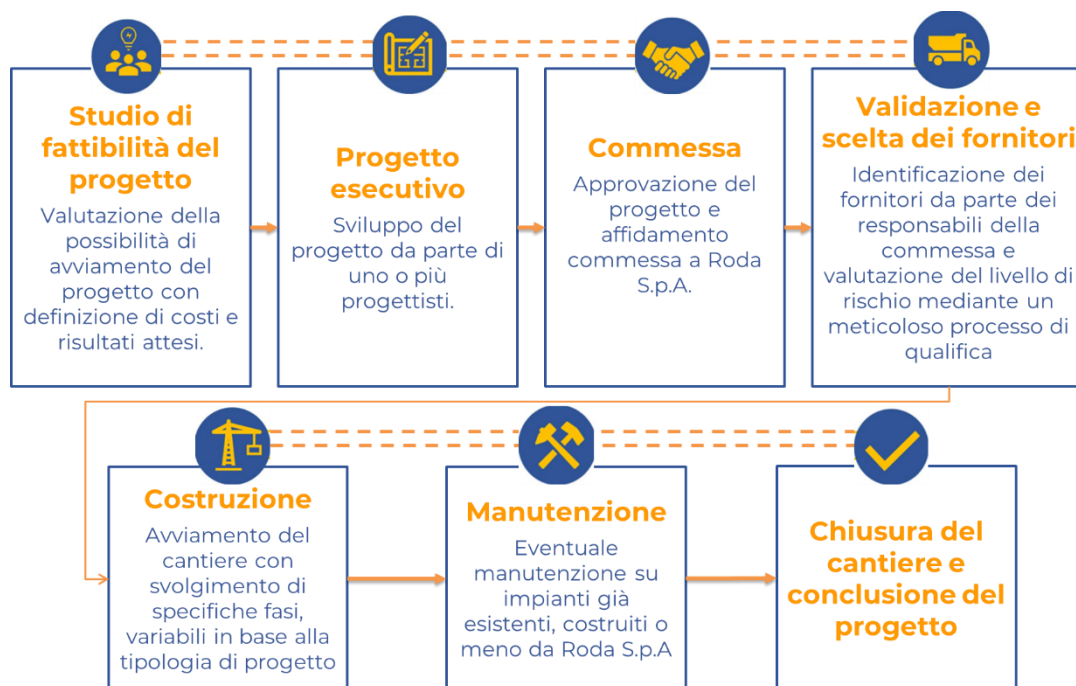 Studio di
fattibilità del
progetto
Valutazione della
possibilità di
avviamento del
progetto con
definizione di costi e
risultati attesi.
Progetto
esecutivo
Sviluppo del
progetto da parte di
uno o più
progettisti.
Commessa
Approvazione del
progetto e
affidamento
commessa a Roda
S.p.A.
Validazione e
scelta dei fornitori
Identificazione dei
fornitori da parte dei
responsabili della
commessa e
valutazione del livello di
rischio mediante un
meticoloso processo di
qualifica
Costruzione
Avviamento del
cantiere con
svolgimento di
specifiche fasi,
variabili in base alla
tipologia di progetto
Manutenzione
Eventuale
manutenzione su
impianti già
esistenti, costruiti o
meno da Roda S.p.A
Chiusura del
cantiere e
conclusione del
progetto